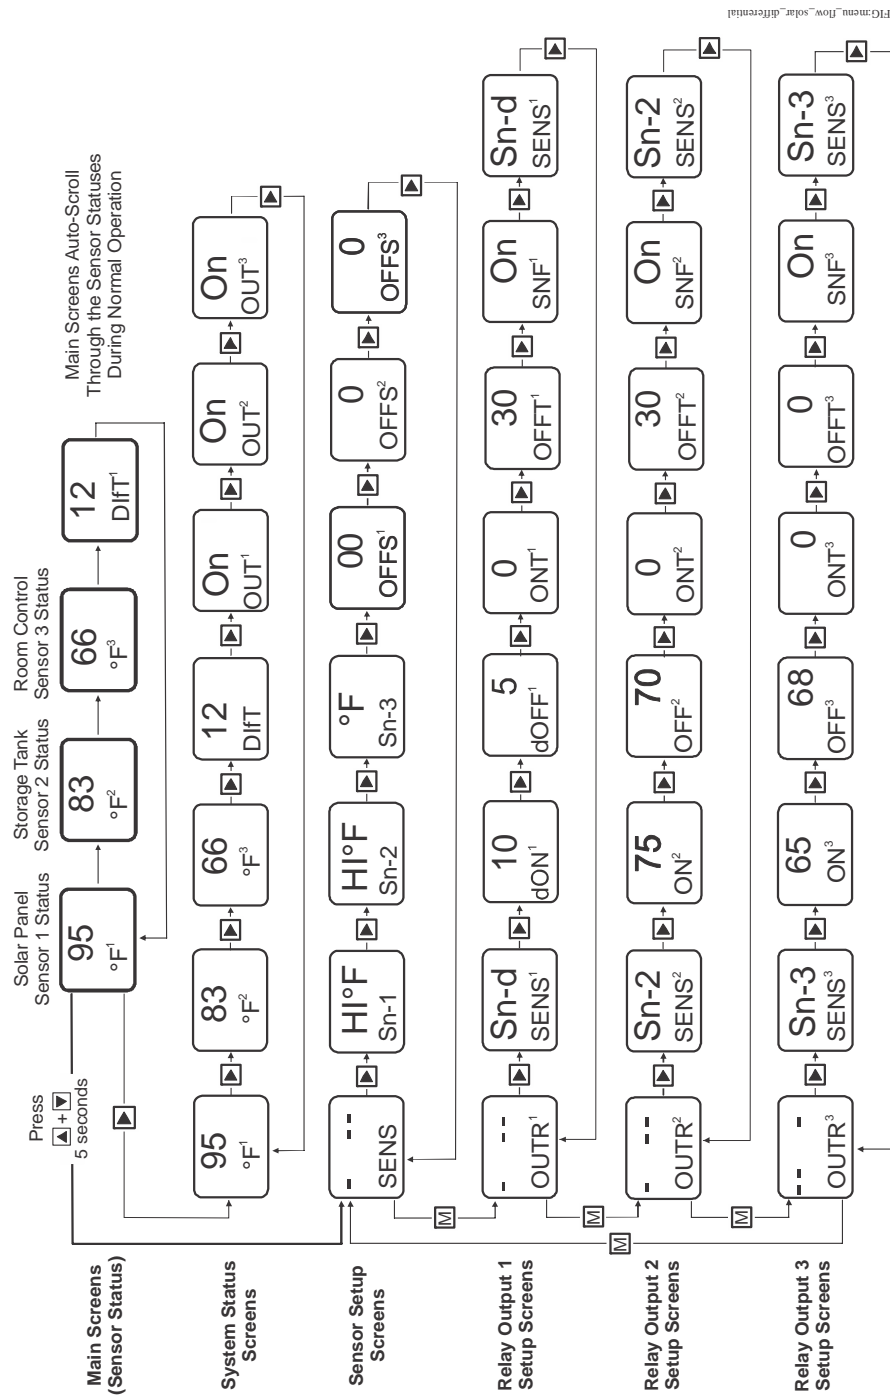 FIG:menu_flow_solar_differential
Main Screens
(Sensor Status)
Press
+
5 seconds
Solar Panel
Sensor 1 Status
95
°F1
Storage Tank
Sensor 2 Status
83
°F2
Room Control
Sensor 3 Status
66
°F3
12
DIfT1
Main Screens Auto-Scroll
Through the Sensor Statuses
During Normal Operation
System Status
Screens
95
°F1
83
°F2
66
°F3
12
DIfT
On
OUT1
On
OUT2
On
OUT3
Sensor Setup
Screens
- --
SENS
HI°F
Sn-1
HI°F
Sn-2
°F
Sn-3
00
OFFS1
0
OFFS2
0
OFFS3
M
Relay Output 1
Setup Screens
- --
OUTR1
Sn-d
SENS1
10
dON1
5
dOFF1
0
ONT1
30
OFFT1
On
SNF1
Sn-d
SENS1
M
M
Relay Output 2
Setup Screens
- --
OUTR2
Sn-2
SENS2
75
ON2
70
OFF2
0
ONT2
30
OFFT2
On
SNF2
Sn-2
SENS2
M
Relay Output 3
Setup Screens
-- -
OUTR3
Sn-3
SENS3
65
ON3
68
OFF3
0
ONT3
0
OFFT3
On
SNF3
Sn-3
SENS3